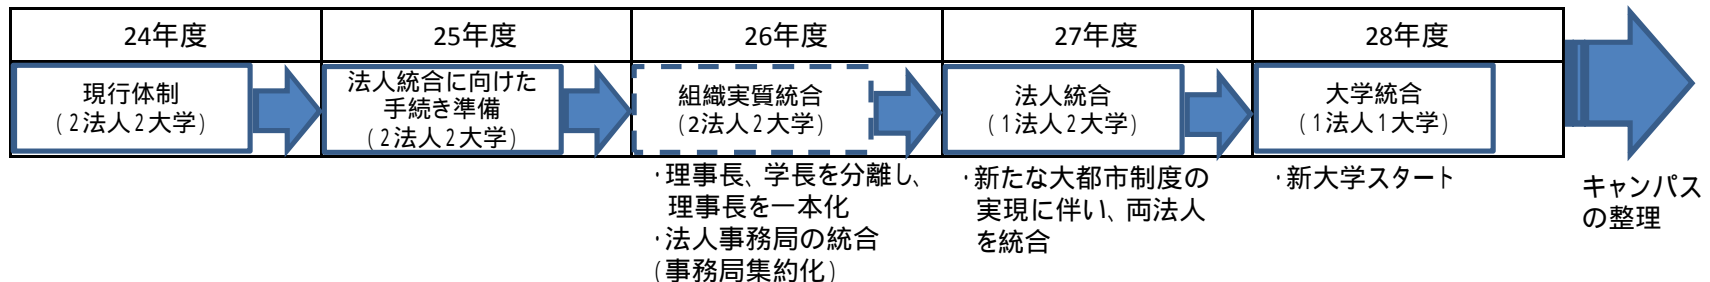 24年度
25年度
26年度
27年度
28年度
現行体制
(2法人2大学)
法人統合に向けた
手続き準備
(2法人2大学)
組織実質統合
(2法人2大学)
法人統合
(1法人2大学)
大学統合
(1法人1大学)
・理事長、学長を分離し、
理事長を一本化
・法人事務局の統合
(事務局集約化)
・新たな大都市制度の
実現に伴い、両法人
を統合
・新大学スタート
キャンパス
の整理